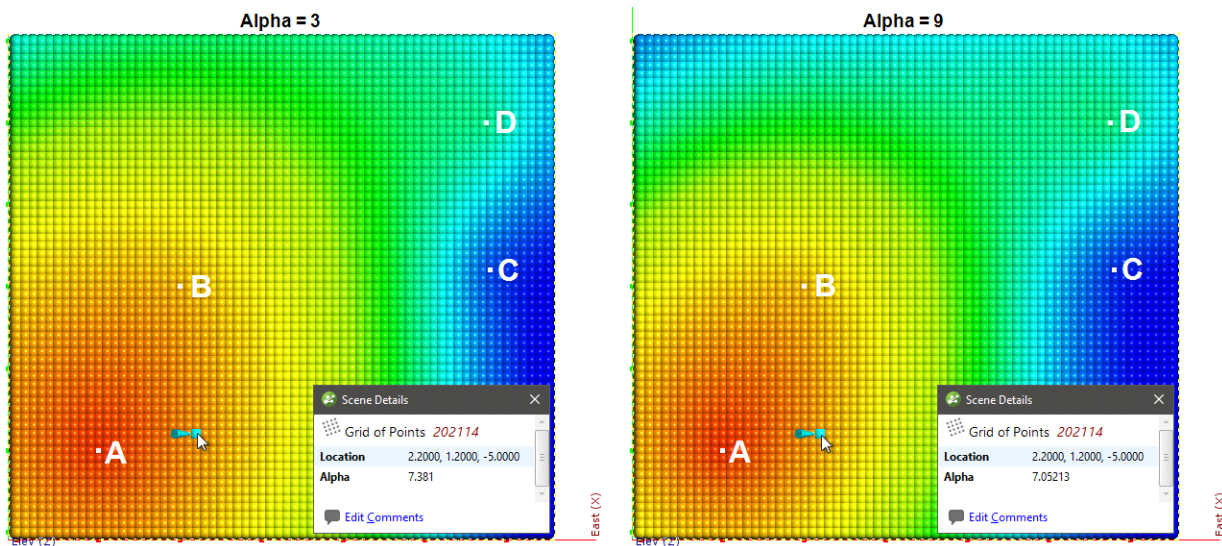 Alpha = 3
D
B
C
A
Scene Details
Grid of Points 202114
Location 2.2000, 1.2000, -5.0000
Alpha 7.381
Edit Comments
Elev (Z)
East (X)
Alpha = 9
D
B
C
A
Scene Details
Grid of Points 202114
Location 2.2000, 1.2000, -5.0000
Alpha 7.05213
Edit Comments
Elev (Z)
East (X)